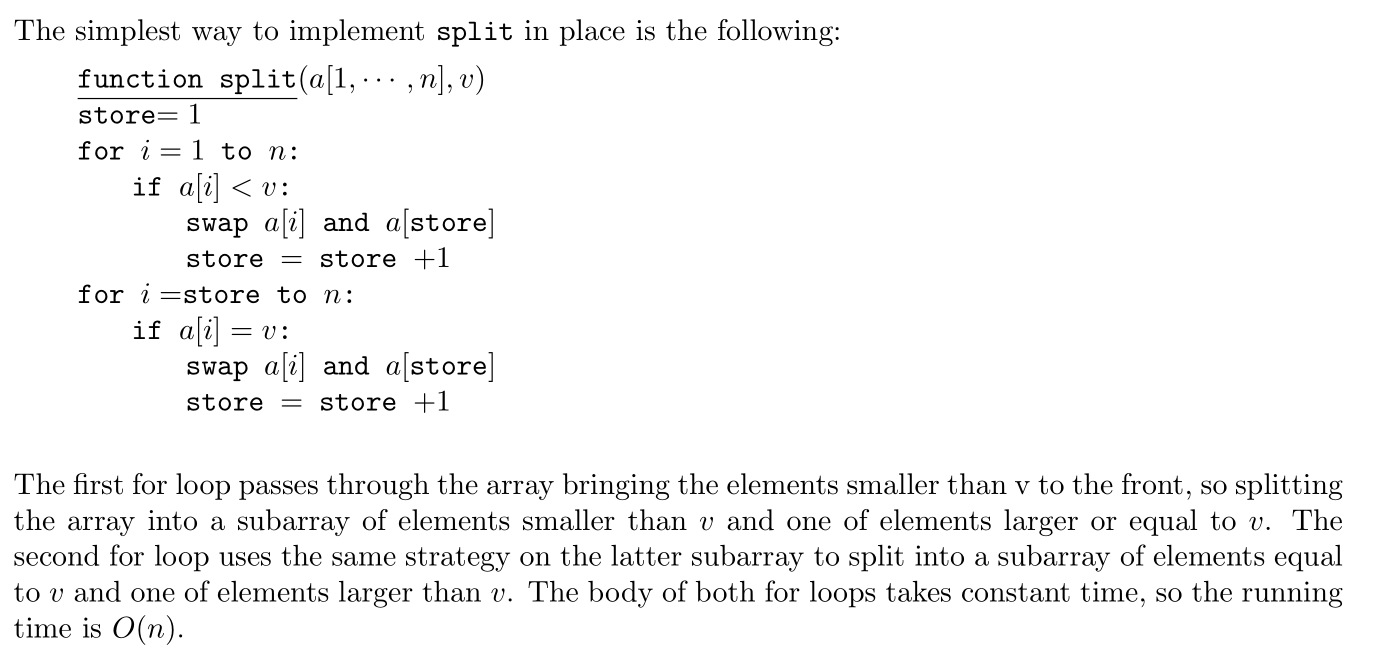 The simplest way to implement split in place is the following:
function split(a[1, ··· , n], v)
store= 1
for i = 1 to n:
if a[i] < v:
swap a[i] and a[store]
store = store +1
for i =store to n:
if a[i] = v:
swap a[i] and a[store]
store = store +1
The first for loop passes through the array bringing the elements smaller than v to the front, so splitting
the array into a subarray of elements smaller than v and one of elements larger or equal to v. The
second for loop uses the same strategy on the latter subarray to split into a subarray of elements equal
to v and one of elements larger than v. The body of both for loops takes constant time, so the running
time is O(n).